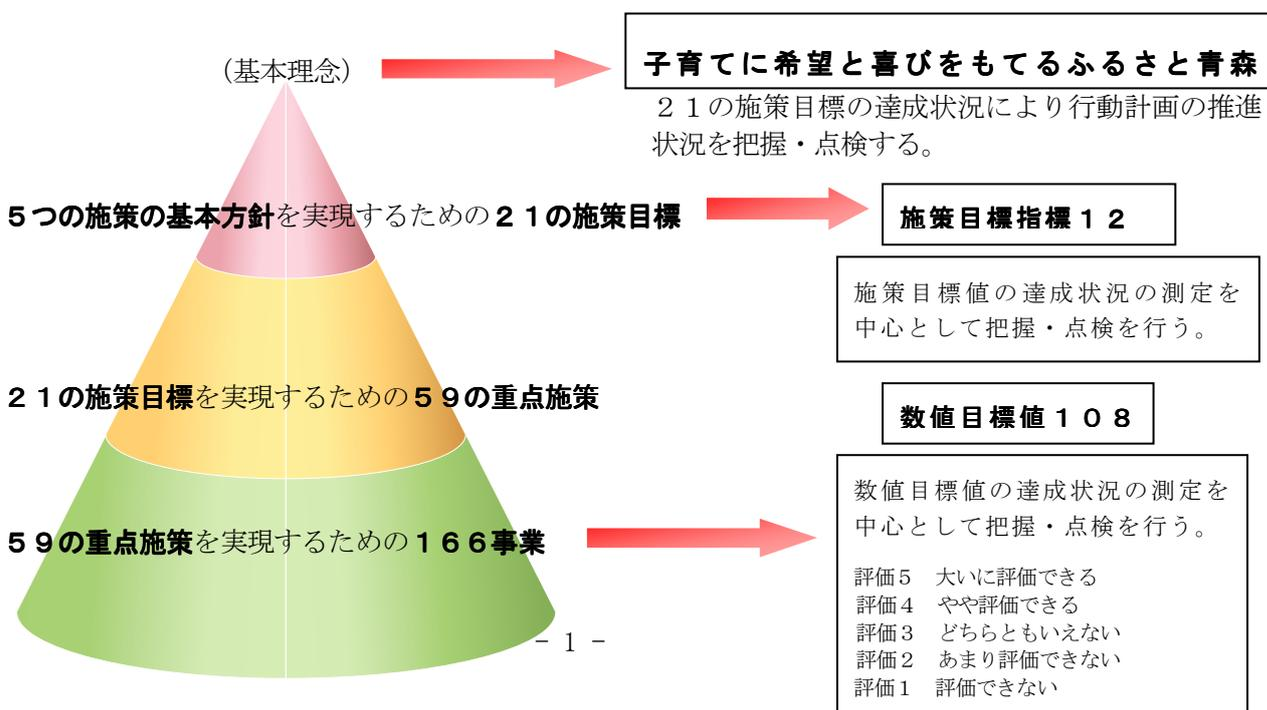 (基本理念)
子育てに希望と喜びをもてるふるさと青森
21の施策目標の達成状況により行動計画の推進
状況を把握・点検する。
5つの施策の基本方針を実現するための21の施策目標
施策目標指標12
施策目標値の達成状況の測定を
中心として把握・点検を行う。
21の施策目標を実現するための59の重点施策
数値目標値108
数値目標値の達成状況の測定を
中心として把握・点検を行う。
評価5 大いに評価できる
評価4 やや評価できる
評価3 どちらともいえない
評価2 あまり評価できない
評価1 評価できない
59の重点施策を実現するための166事業
- 1 -